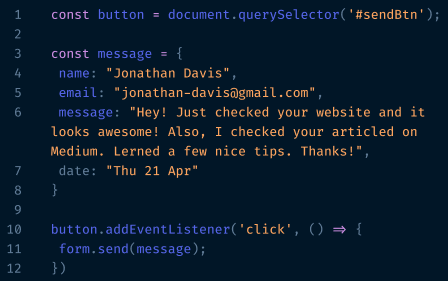 1 const button = document.querySelector('#sendBtn');
2
3 const message = {
4 name: "Jonathan Davis",
5 email: "jonathan-davis@gmail.com",
6 message: "Hey! Just checked your website and it
looks awesome! Also, I checked your articled on
Medium. Lerned a few nice tips. Thanks!",
7 date: "Thu 21 Apr"
8 }
9
10 button.addEventListener('click', () => {
11 form.send(message);
12 })